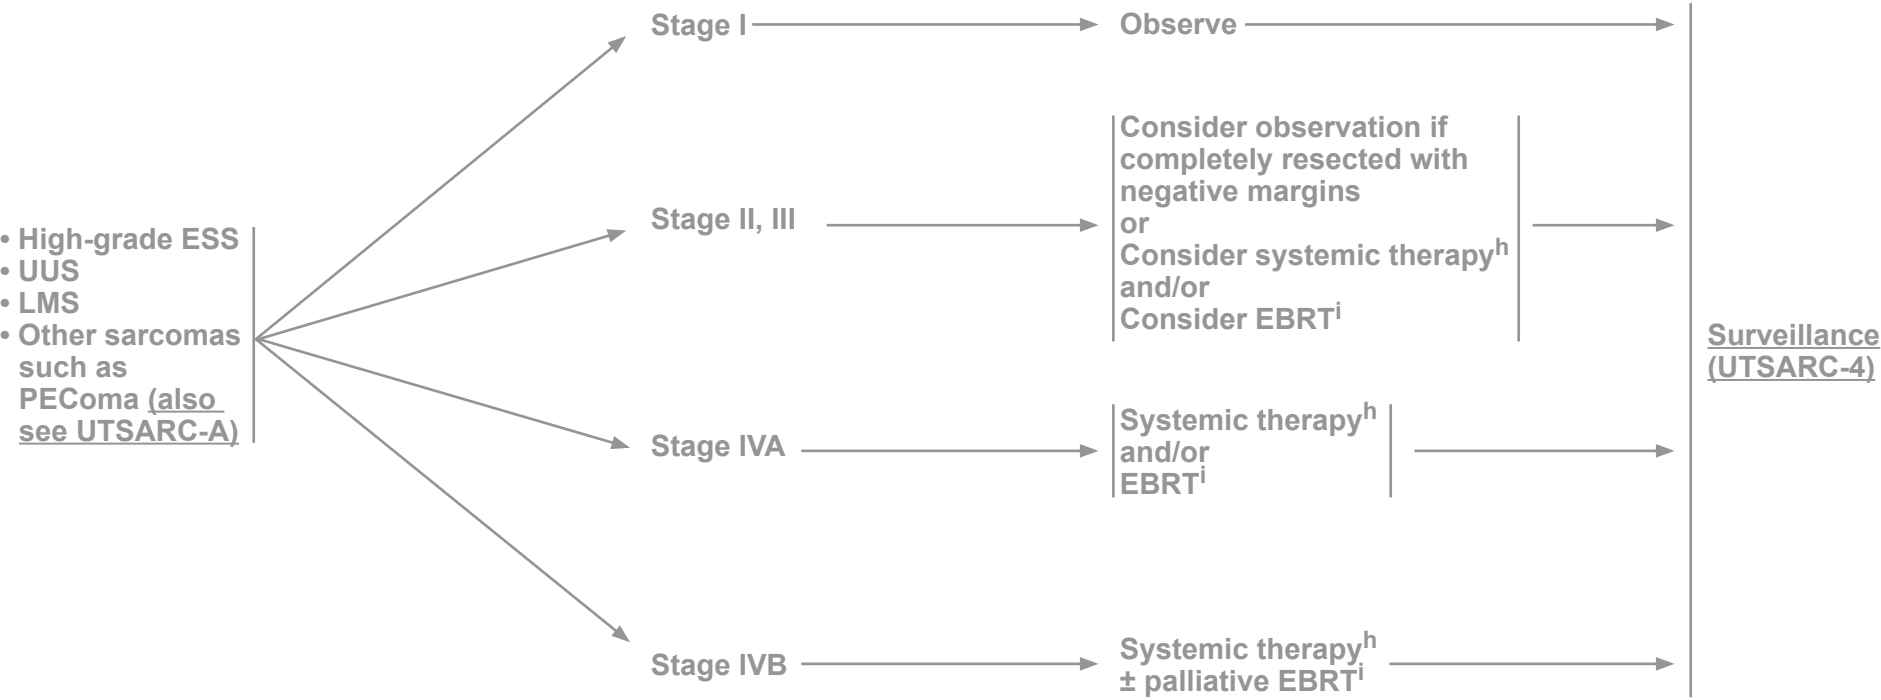 • High-grade ESS
• UUS
• LMS
• Other sarcomas
such as
PEComa (also
see UTSARC-A)
Stage I
Observe
Stage II, III
Consider observation if
completely resected with
negative margins
or
Consider systemic therapyʰ
and/or
Consider EBRTⁱ
Stage IVA
Systemic therapyʰ
and/or
EBRTⁱ
Stage IVB
Systemic therapyʰ
± palliative EBRTⁱ
Surveillance
(UTSARC-4)